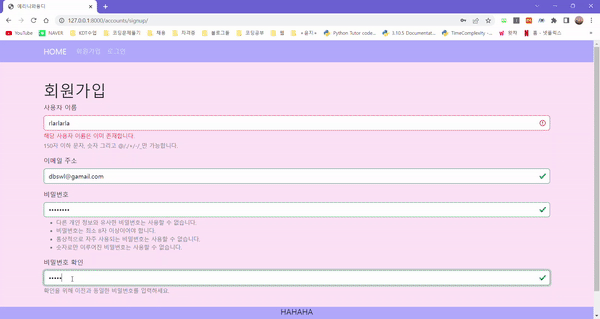 예리나와용디
127.0.0.1:8000/accounts/signup/
YouTube NAVER KDT수업 코딩문제풀기 채용 자격증 블로그용 코딩공부 웹 Python Tutor code... 3.10.5 Documentat... TimeComplexity -... 왓챠 홈 - 넷플릭스
HOME 회원가입 로그인
회원가입
사용자 이름
rlarlarla
해당 사용자 이름은 이미 존재합니다.
150자 이하 문자, 숫자 그리고 @/./+/-/_만 가능합니다.
이메일 주소
dbswl@gamail.com
비밀번호
다른 개인 정보와 유사한 비밀번호는 사용할 수 없습니다.
비밀번호는 최소 8자 이상이어야 합니다.
통상적으로 자주 사용되는 비밀번호는 사용할 수 없습니다.
숫자로만 이루어진 비밀번호는 사용할 수 없습니다.
비밀번호 확인
확인을 위해 이전과 동일한 비밀번호를 입력하세요.
HAHAHA